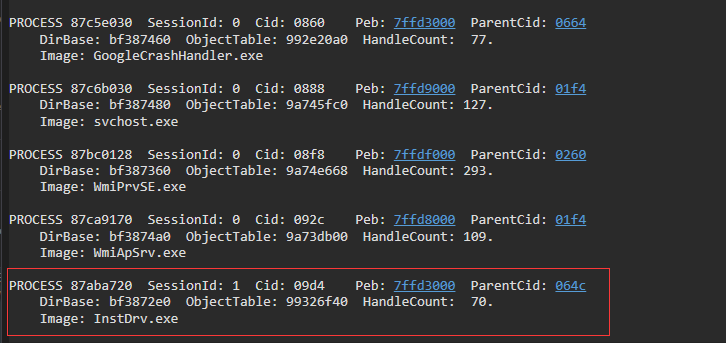 PROCESS 87c5e030  SessionId: 0  Cid: 0860    Peb: 7ffd3000  ParentCid: 0664
    DirBase: bf387460  ObjectTable: 992e20a0  HandleCount:  77.
    Image: GoogleCrashHandler.exe
PROCESS 87c6b030  SessionId: 0  Cid: 0888    Peb: 7ffd9000  ParentCid: 01f4
    DirBase: bf387480  ObjectTable: 9a745fc0  HandleCount: 127.
    Image: svchost.exe
PROCESS 87bc0128  SessionId: 0  Cid: 08f8    Peb: 7ffdf000  ParentCid: 0260
    DirBase: bf387360  ObjectTable: 9a74e668  HandleCount: 293.
    Image: WmiPrvSE.exe
PROCESS 87ca9170  SessionId: 0  Cid: 092c    Peb: 7ffd8000  ParentCid: 01f4
    DirBase: bf3874a0  ObjectTable: 9a73db00  HandleCount: 109.
    Image: WmiApSrv.exe
PROCESS 87aba720  SessionId: 1  Cid: 09d4    Peb: 7ffd3000  ParentCid: 064c
    DirBase: bf3872e0  ObjectTable: 99326f40  HandleCount:  70.
    Image: InstDrv.exe